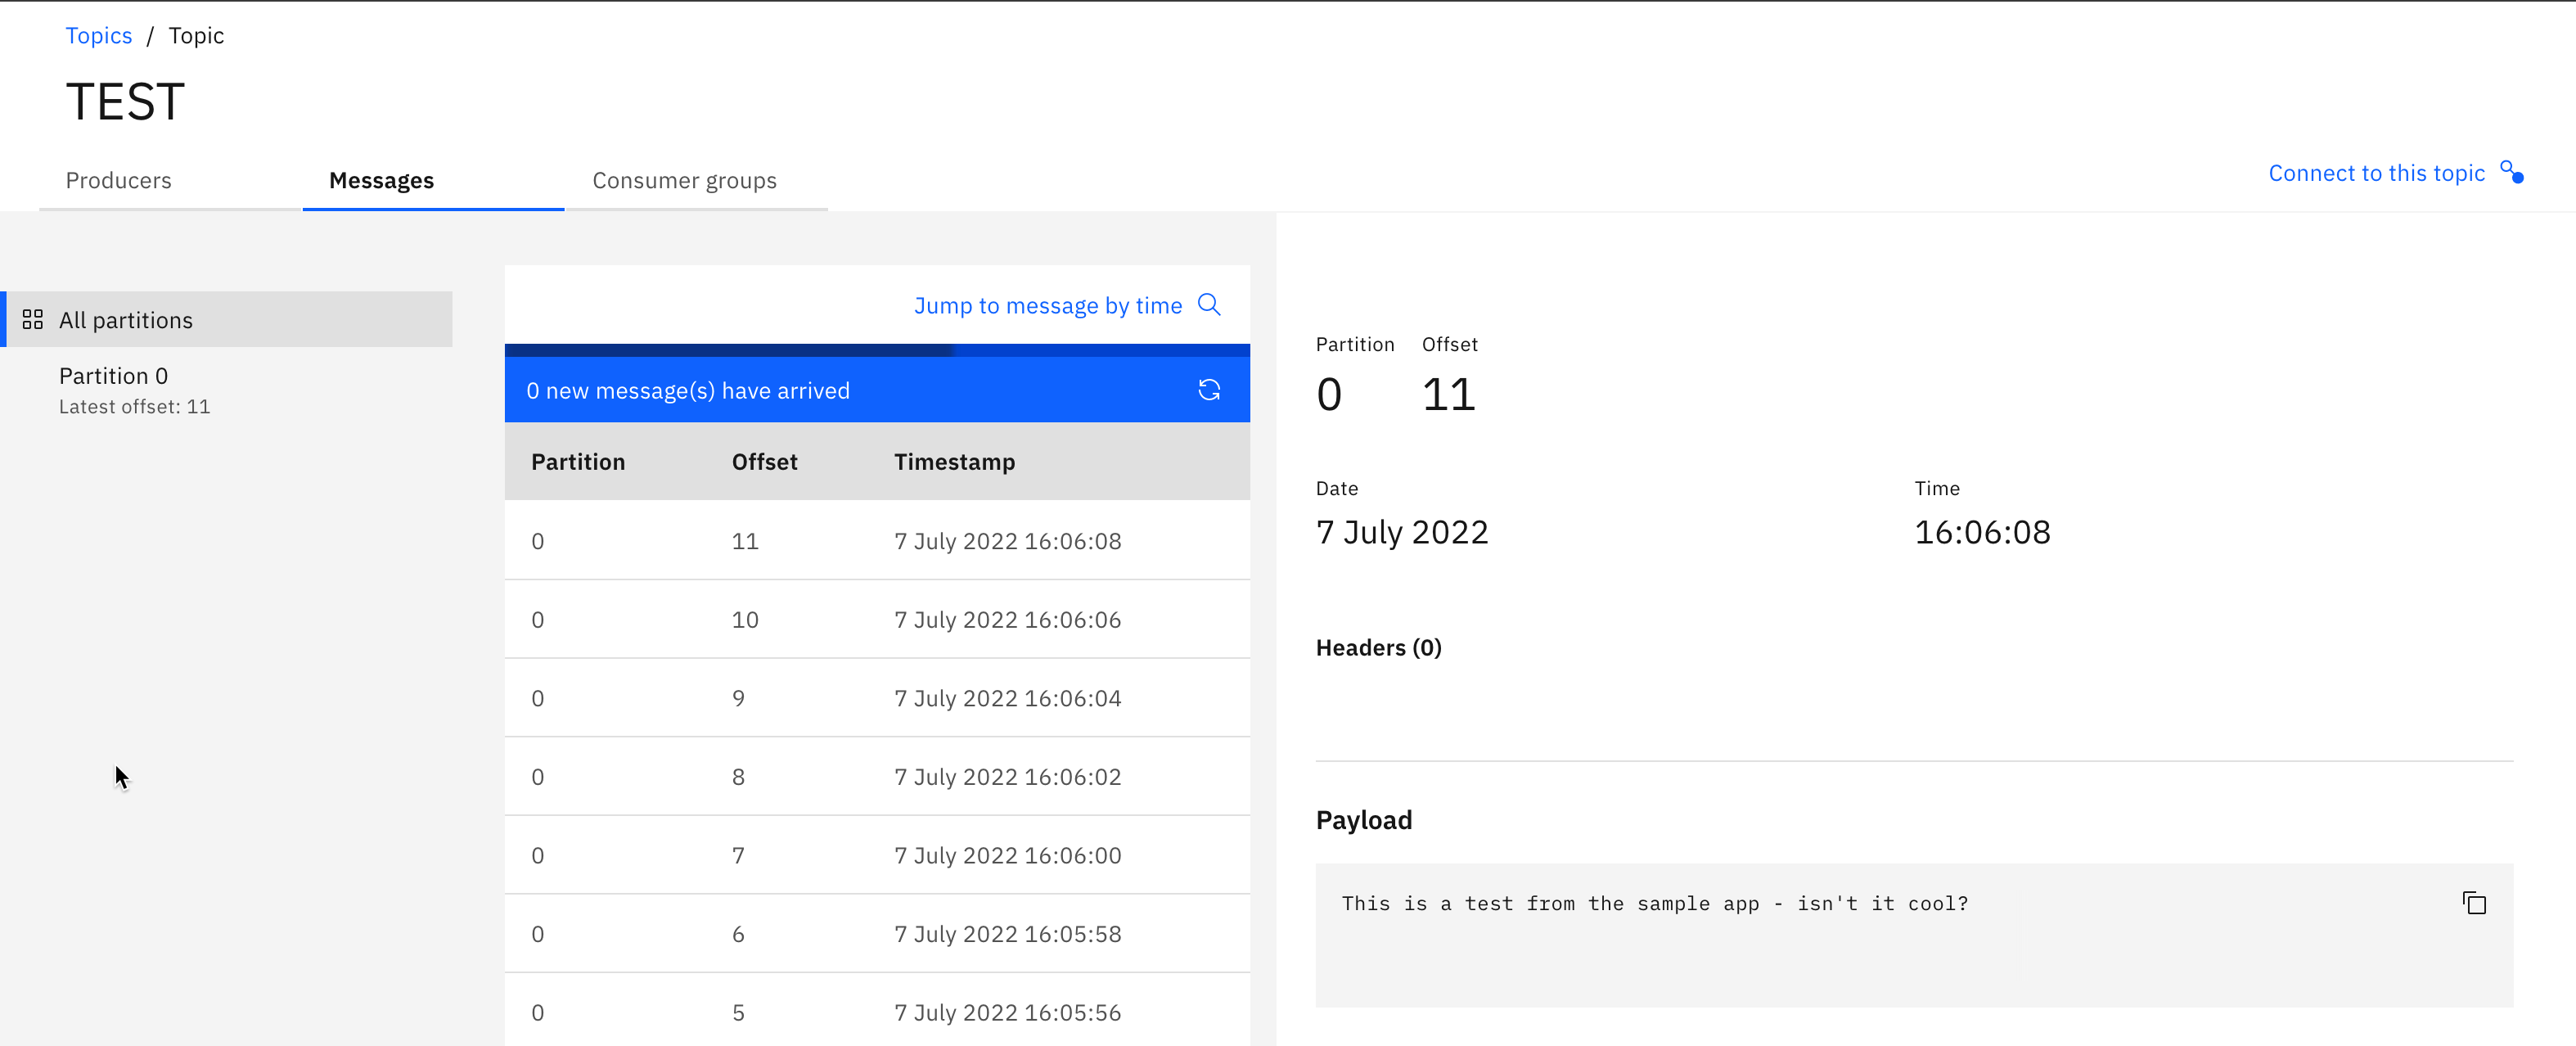 Topics / Topic
TEST
Producers Messages Consumer groups
Connect to this topic
All partitions
Partition 0
Latest offset: 11
Jump to message by time
0 new message(s) have arrived
Partition Offset Timestamp
0 11 7 July 2022 16:06:08
0 10 7 July 2022 16:06:06
0 9 7 July 2022 16:06:04
0 8 7 July 2022 16:06:02
0 7 7 July 2022 16:06:00
0 6 7 July 2022 16:05:58
0 5 7 July 2022 16:05:56
Partition Offset
0 11
Date Time
7 July 2022 16:06:08
Headers (0)
Payload
This is a test from the sample app - isn't it cool?